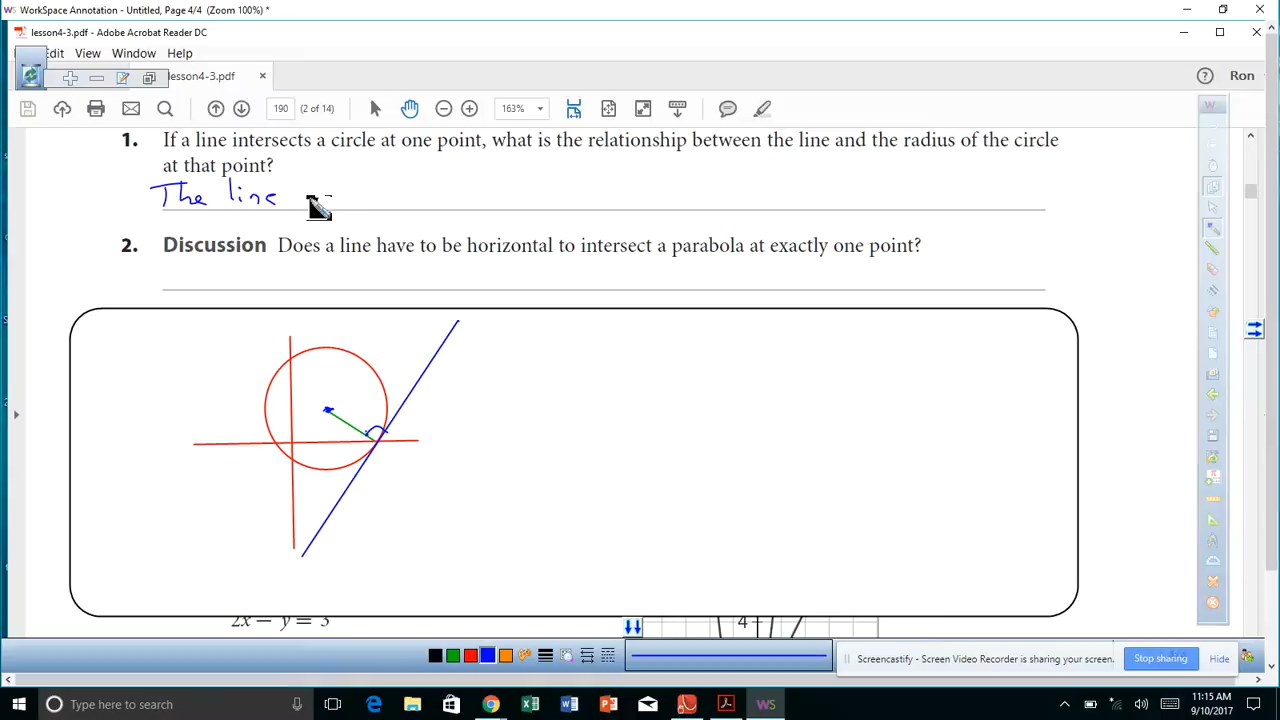 WorkSpace Annotation - Untitled, Page 4/4 (Zoom 100%) *
lesson4-3.pdf - Adobe Acrobat Reader DC
Edit View Window Help
lesson4-3.pdf
Ron
190 (2 of 14) 163%
1. If a line intersects a circle at one point, what is the relationship between the line and the radius of the circle
at that point?
The line
2. Discussion Does a line have to be horizontal to intersect a parabola at exactly one point?
2x − y = 3
4
Screencastify - Screen Video Recorder is sharing your screen.
Stop sharing
Hide
Type here to search
11:15 AM
9/10/2017